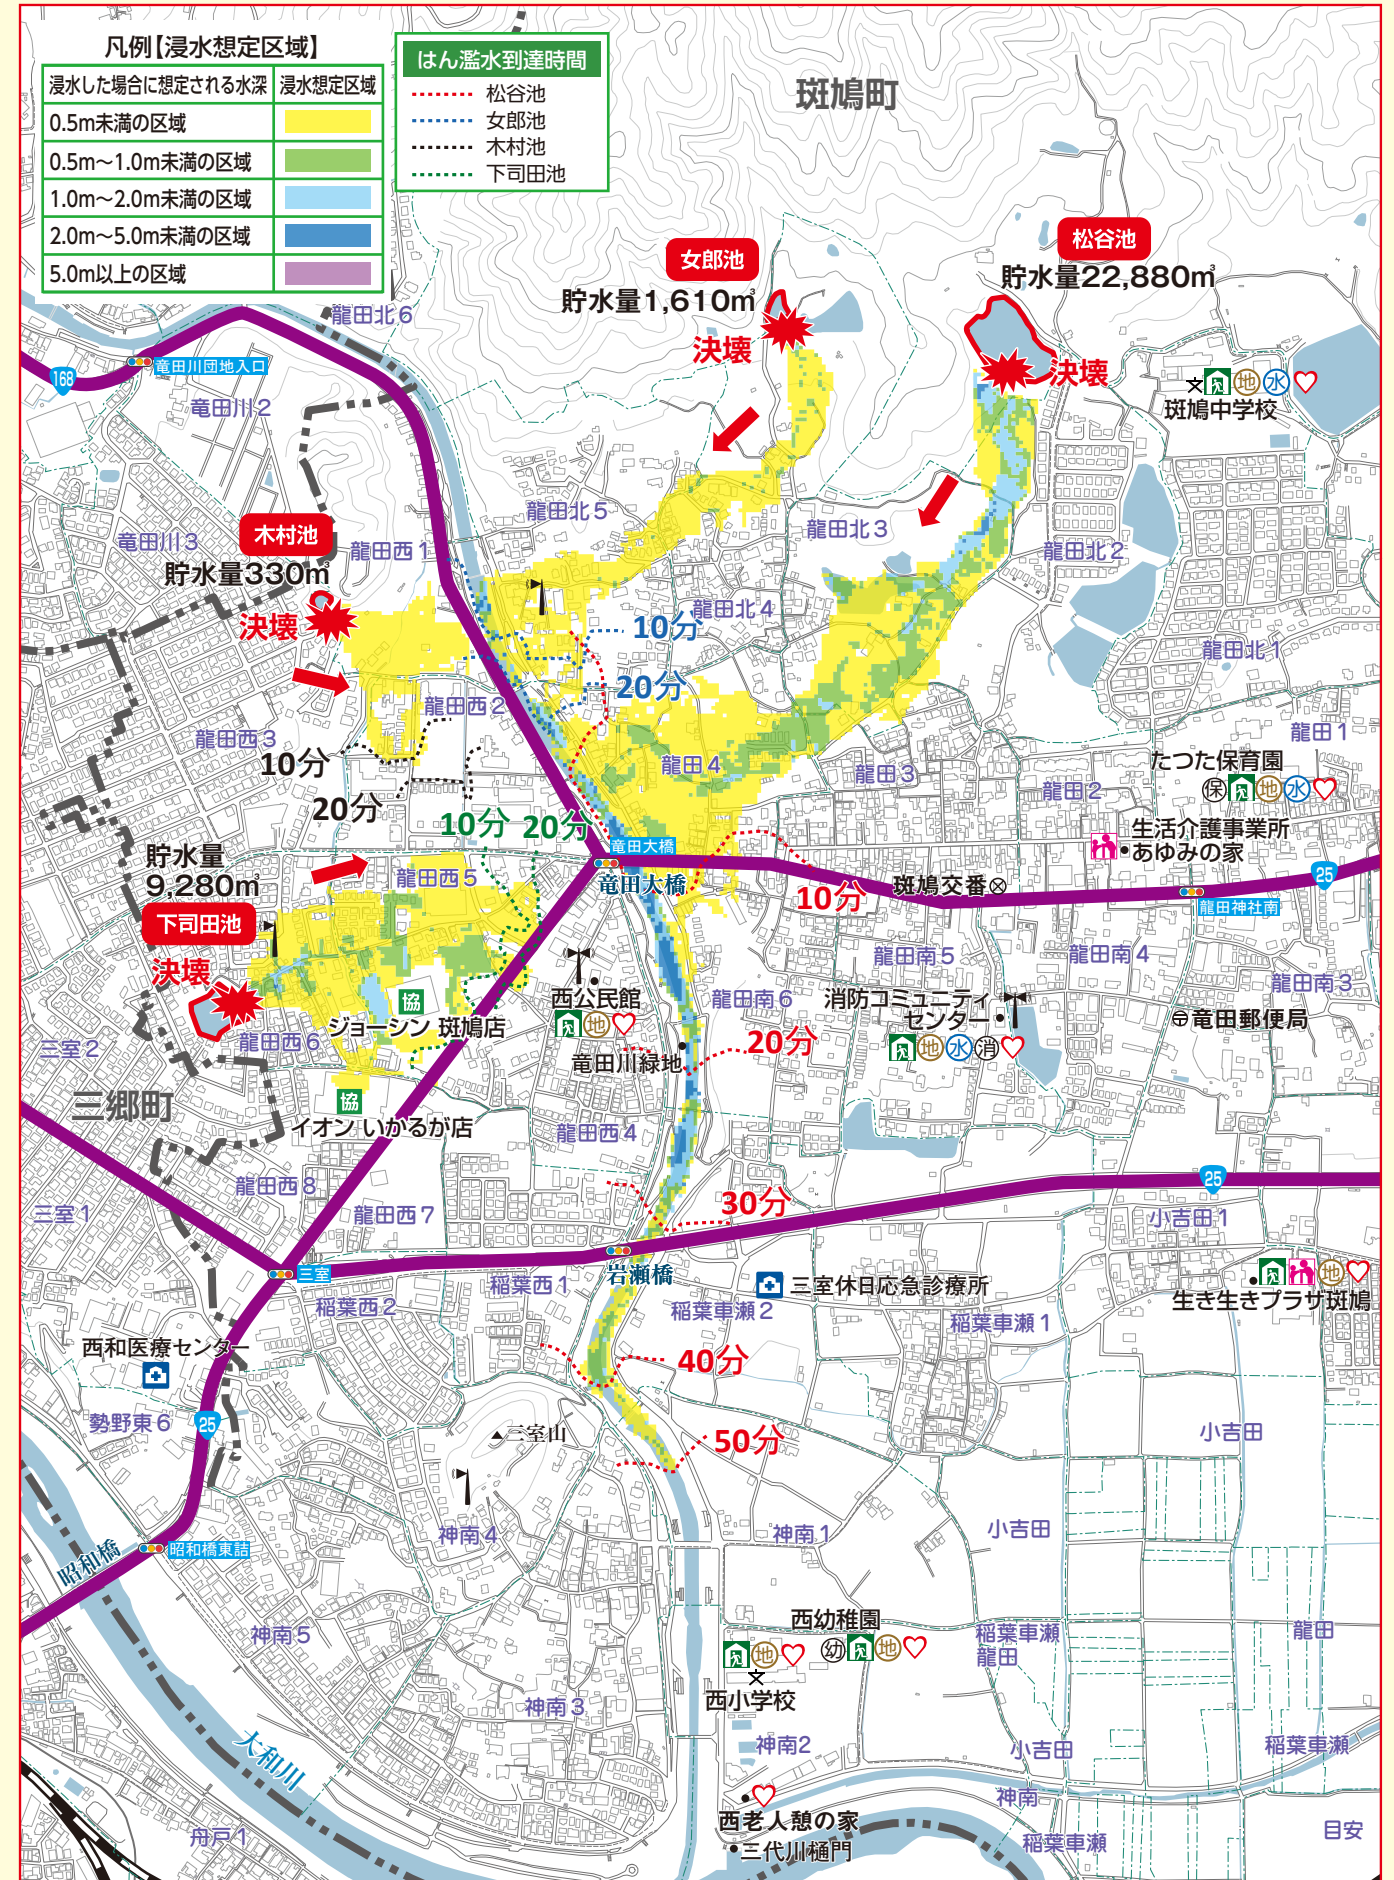 凡例【浸水想定区域】
浸水した場合に想定される水深 浸水想定区域
0.5m未満の区域
0.5m～1.0m未満の区域
1.0m～2.0m未満の区域
2.0m～5.0m未満の区域
5.0m以上の区域
はん濫水到達時間
松谷池
女郎池
木村池
下司田池
斑鳩町
松谷池
貯水量22,880㎥
決壊
女郎池
貯水量1,610㎥
決壊
龍田北6
168
竜田川団地入口
竜田川2
文 地 水
斑鳩中学校
龍田北5
龍田北3
龍田北2
竜田川3
木村池
貯水量330㎥
決壊
龍田西1
龍田北4
10分
20分
龍田北1
龍田西2
龍田西3
10分
20分
龍田4
龍田3
龍田2
龍田1
たつた保育園
保 地 水
10分 20分
竜田大橋
竜田大橋
生活介護事業所
あゆみの家
貯水量
9,280㎥
下司田池
決壊
龍田西5
10分
斑鳩交番
25
龍田神社南
龍田南5
龍田南4
龍田南3
西公民館
地
龍田南6
消防コミュニティ
センター
地 水 消
竜田郵便局
協
ジョーシン 斑鳩店
龍田西6
三室2
20分
竜田川緑地
三郷町
協
イオン いかるが店
龍田西4
龍田西8
龍田西7
三室1
30分
25
小吉田1
三室
岩瀬橋
稲葉西1
稲葉西2
稲葉車瀬2
三室休日応急診療所
稲葉車瀬1
地
生き生きプラザ斑鳩
西和医療センター
40分
勢野東6
25
三室山
50分
小吉田
神南4
神南1
小吉田
昭和橋
昭和橋東詰
神南5
西幼稚園
地 幼 地
文
西小学校
稲葉車瀬
龍田
龍田
神南3
大和川
神南2
小吉田
稲葉車瀬
神南
西老人憩の家
三代川樋門
稲葉車瀬
目安
舟戸1